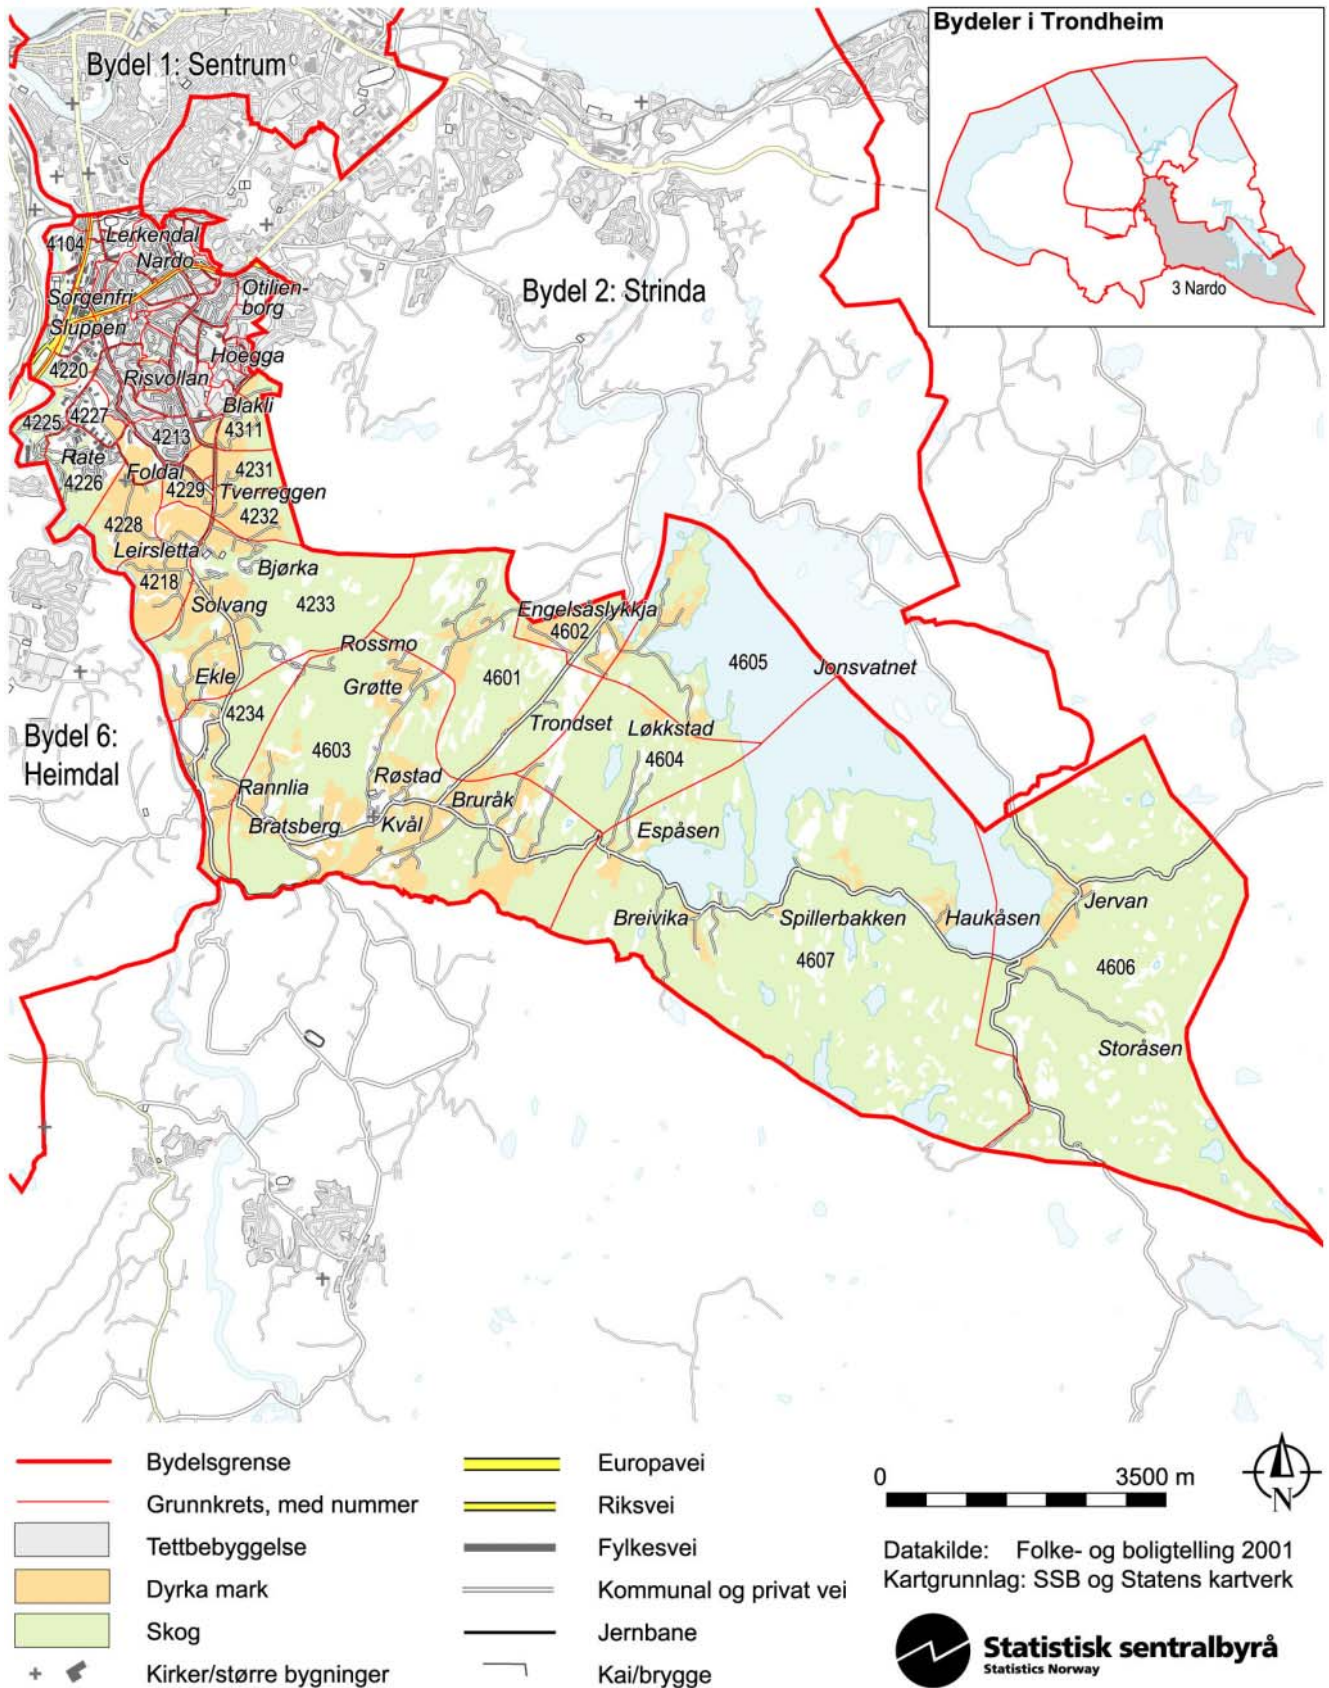 Bydeler i Trondheim
3 Nardo
Bydel 1: Sentrum
Bydel 2: Strinda
Lerkendal
4104
Nardo
Otilien-
borg
Sorgenfri
Sluppen
Hoegga
4220
Risvollan
Blakli
4225
4227
4213
4311
Rate
Foldal
4231
4226
4229
Tverreggen
4228
4232
Leirsletta
Bjørka
4218
Solvang
4233
Engelsåslykkja
4602
Rossmo
4605
Jonsvatnet
Ekle
Grøtte
4601
4234
Trondset
Løkkstad
Bydel 6:
Heimdal
4603
4604
Rannlia
Røstad
Bruråk
Bratsberg
Kvål
Espåsen
Jervan
Breivika
Spillerbakken
Haukåsen
4607
4606
Storåsen
Bydelsgrense
Grunnkrets, med nummer
Tettbebyggelse
Dyrka mark
Skog
Kirker/større bygninger
Europavei
Riksvei
Fylkesvei
Kommunal og privat vei
Jernbane
Kai/brygge
0 3500 m
N
Datakilde: Folke- og boligtelling 2001
Kartgrunnlag: SSB og Statens kartverk
Statistisk sentralbyrå
Statistics Norway